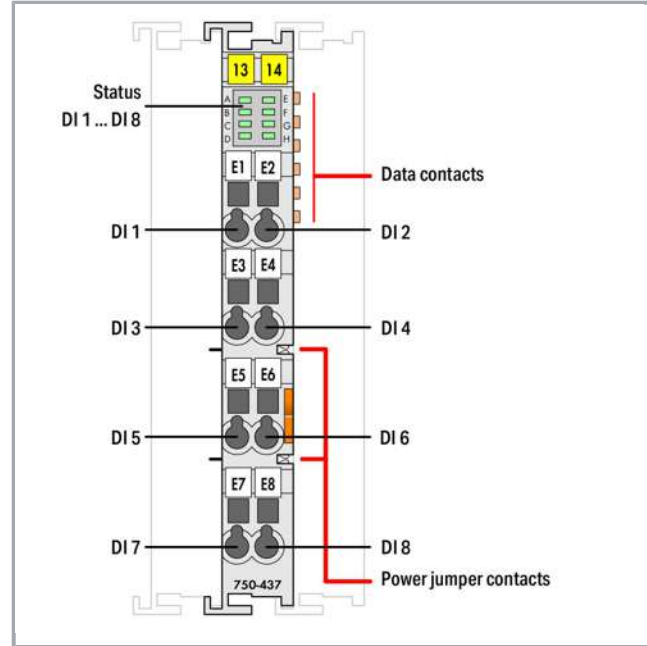 13 14
Status
DI 1 ... DI 8
A E
B F
C G
D H
E1 E2
Data contacts
DI 1 DI 2
E3 E4
DI 3 DI 4
E5 E6
DI 5 DI 6
E7 E8
DI 7 DI 8
750-437
Power jumper contacts